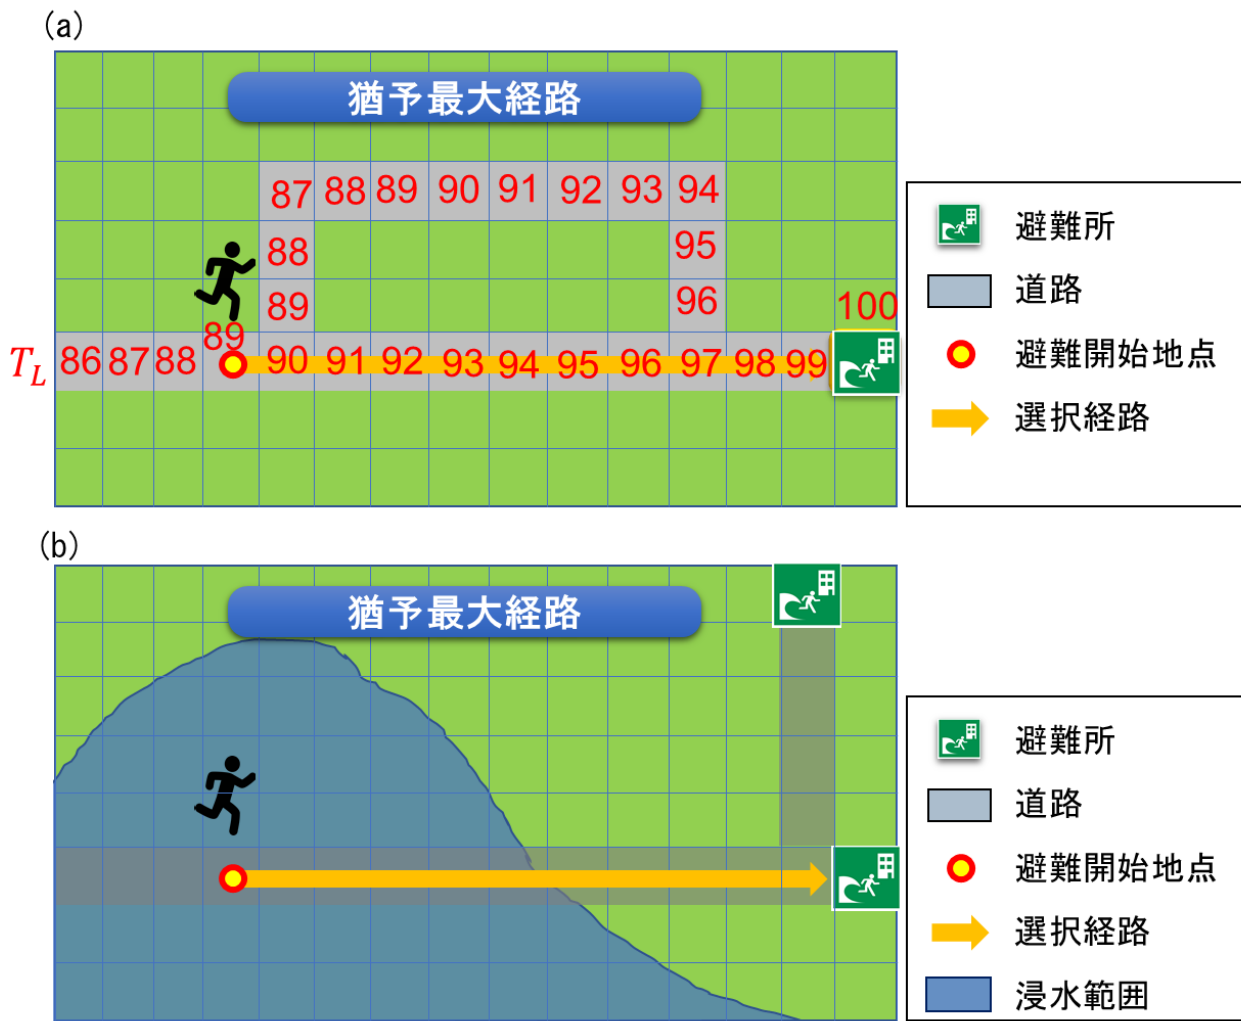 (a)
猶予最大経路
87 88 89 90 91 92 93 94
88 95
89 96 100
89
T_L 86 87 88 90 91 92 93 94 95 96 97 98 99
避難所
道路
避難開始地点
選択経路
(b)
猶予最大経路
避難所
道路
避難開始地点
選択経路
浸水範囲